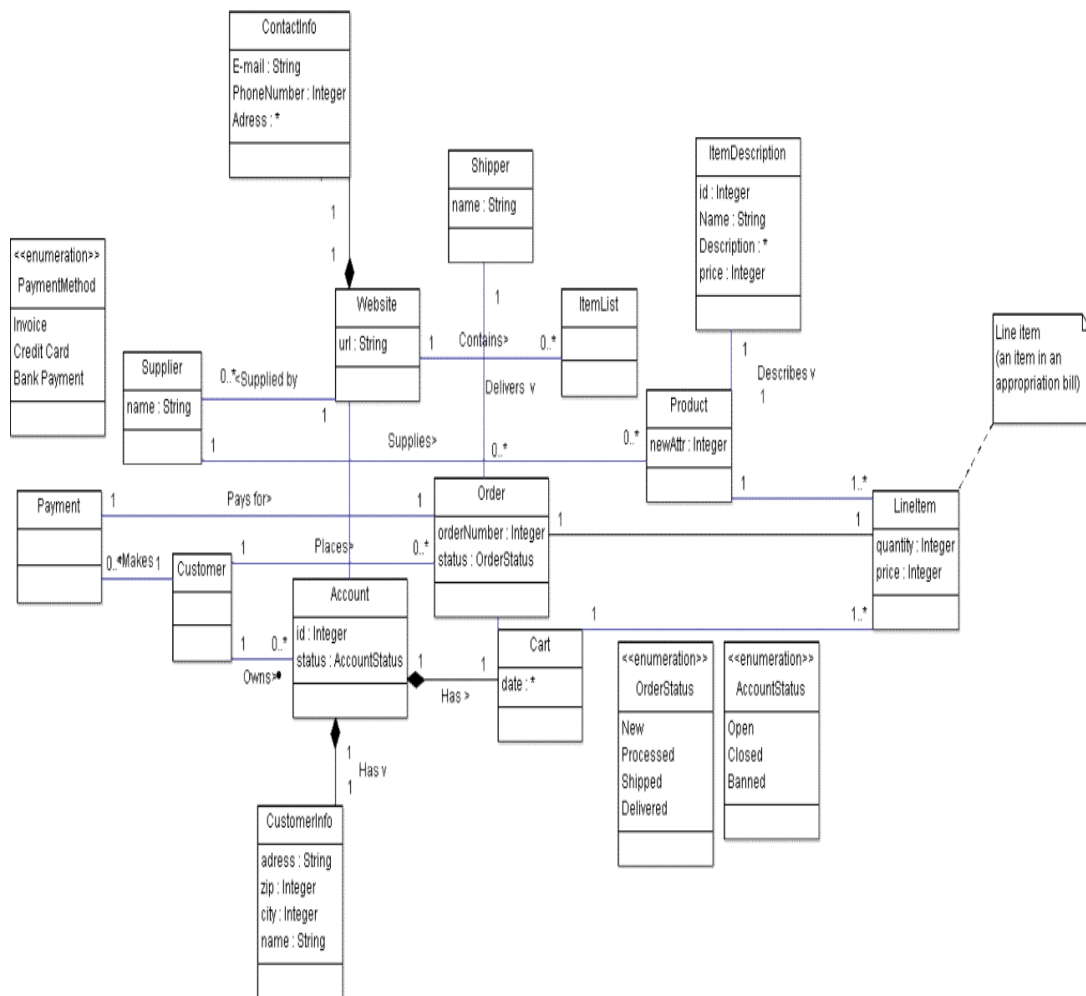 ContactInfo
E-mail : String
PhoneNumber : Integer
Adress : *
1
1
Shipper
name : String
1
Delivers v
0..*
ItemDescription
id : Integer
Name : String
Description : *
price : Integer
1
Describes v
1
<<enumeration>>
PaymentMethod
Invoice
Credit Card
Bank Payment
Website
url : String
1
Contains>
0..*
ItemList
Line item
(an item in an
appropriation bill)
Supplier
name : String
0..*
<Supplied by
1
1
Supplies>
0..*
Product
newAttr : Integer
1
1..*
Payment
1
Pays for>
1
Order
orderNumber : Integer
status : OrderStatus
1
1
LineItem
quantity : Integer
price : Integer
0..*
<Makes
1
Customer
1
Places>
0..*
Account
id : Integer
status : AccountStatus
1
0..*
Owns>
1
Has >
1
Cart
date : *
1
1..*
<<enumeration>>
OrderStatus
New
Processed
Shipped
Delivered
<<enumeration>>
AccountStatus
Open
Closed
Banned
1
Has v
1
CustomerInfo
adress : String
zip : Integer
city : Integer
name : String